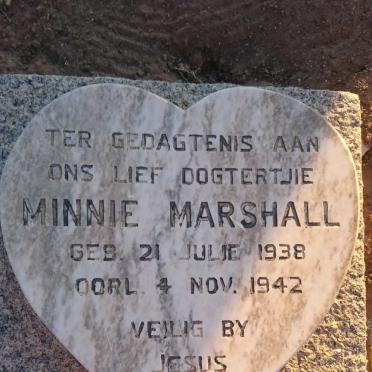 TER GEDAGTENIS AAN
ONS LIEF DOGTERTJIE
MINNIE MARSHALL
GEB. 21 JULIE 1938
OORL. 4 NOV. 1942
VEILIG BY
JESUS